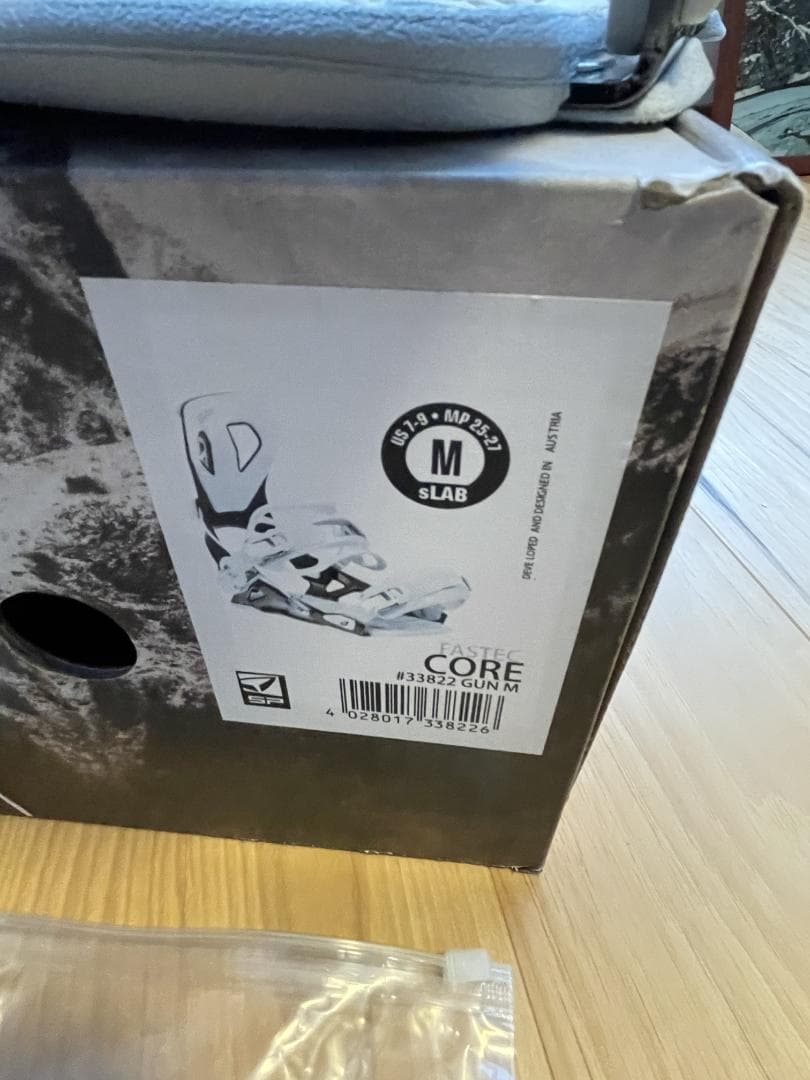 US 7-9 • MP 25-27
M
sLAB
DEVELOPED AND DESIGNED IN AUSTRIA
FASTEC
CORE
#33822 GUN M
SP
4 028017 338226